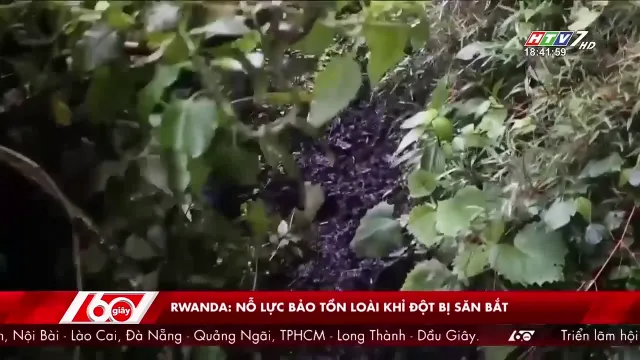 HTV7 HD
18:41:59
60 giây
RWANDA: NỖ LỰC BẢO TỒN LOÀI KHỈ ĐỘT BỊ SĂN BẮT
, Nội Bài - Lào Cai, Đà Nẵng - Quảng Ngãi, TPHCM - Long Thành - Dầu Giây. 60 Triển lãm hội